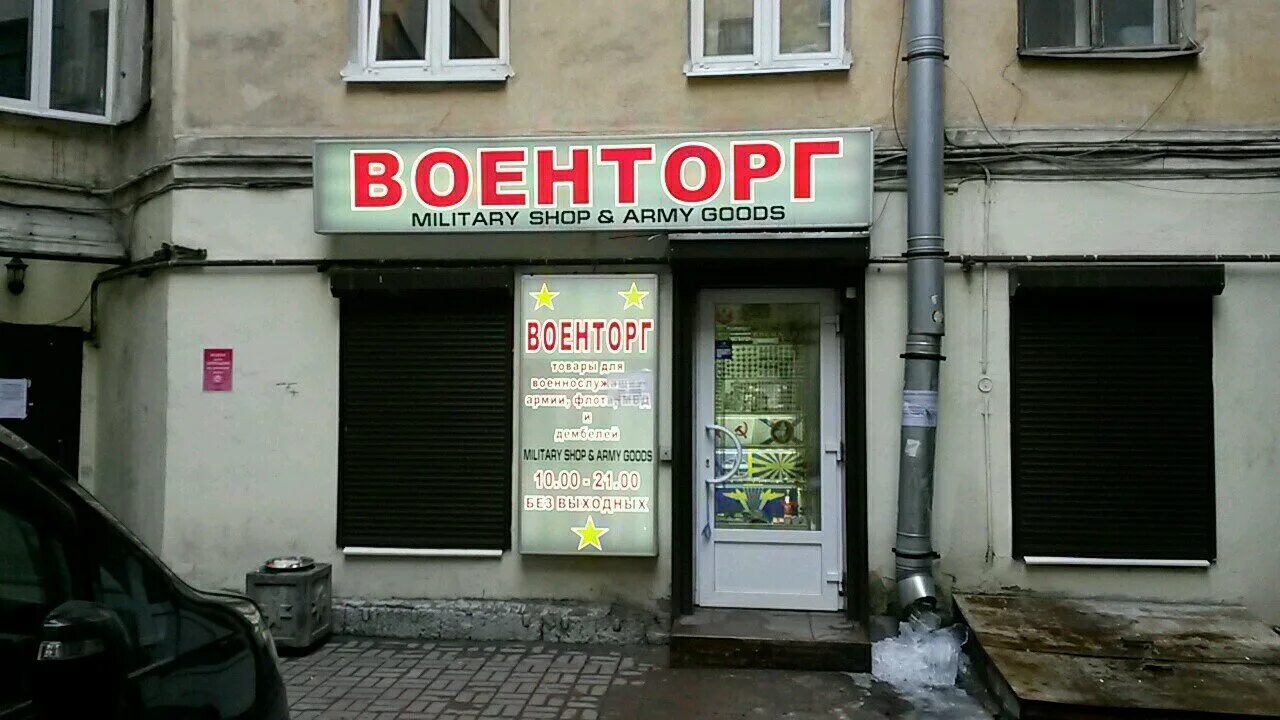 ВОЕНТОРГ
MILITARY SHOP & ARMY GOODS
ВОЕНТОРГ
товары для
армии, флота, МВД
и
дембелей
MILITARY SHOP & ARMY GOODS
10.00 - 21.00
БЕЗ ВЫХОДНЫХ